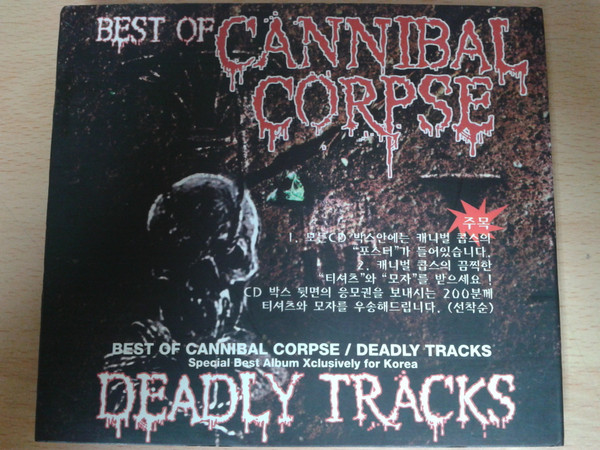 BEST OF CANNIBAL
CORPSE
주목
1. 모든CD 박스안에는 캐니벌 콥스의
"포스터"가 들어있습니다.
2. 캐니벌 콥스의 끔찍한
"티셔츠"와 "모자"를 받으세요!
CD 박스 뒷면의 응모권을 보내시는 200분께
티셔츠와 모자를 우송해드립니다. (선착순)
BEST OF CANNIBAL CORPSE / DEADLY TRACKS
Special Best Album Xclusively for Korea
DEADLY TRACKS